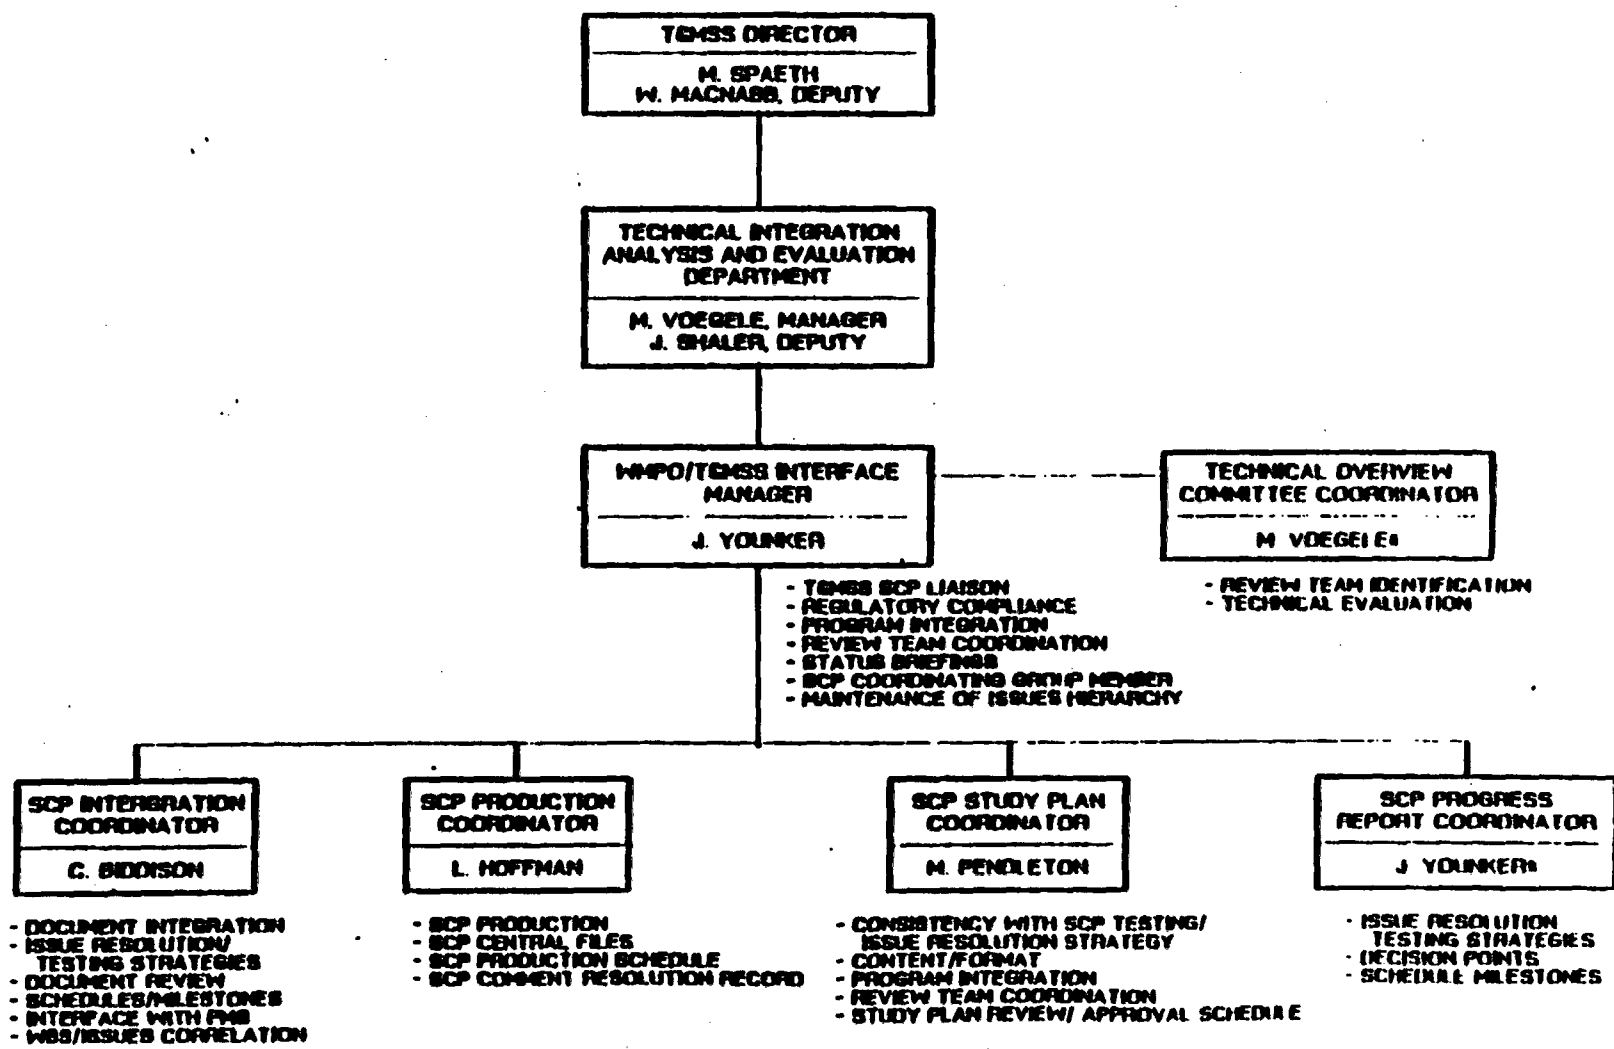 T&MSS DIRECTOR
M. SPAETH
W. MACNABB, DEPUTY
TECHNICAL INTEGRATION
ANALYSIS AND EVALUATION
DEPARTMENT
M. VOEGELE, MANAGER
J. SHALER, DEPUTY
WMPO/T&MSS INTERFACE
MANAGER
J. YOUNKER
TECHNICAL OVERVIEW
COMMITTEE COORDINATOR
M VOEGELE*
- T&MSS SCP LIAISON
- REGULATORY COMPLIANCE
- PROGRAM INTEGRATION
- REVIEW TEAM COORDINATION
- STATUS BRIEFINGS
- SCP COORDINATING GROUP MEMBER
- MAINTENANCE OF ISSUES HIERARCHY
- REVIEW TEAM IDENTIFICATION
- TECHNICAL EVALUATION
SCP INTERGRATION
COORDINATOR
C. BIDDISON
- DOCUMENT INTEGRATION
- ISSUE RESOLUTION/
TESTING STRATEGIES
- DOCUMENT REVIEW
- SCHEDULES/MILESTONES
- INTERFACE WITH PMS
- WBS/ISSUES CORRELATION
SCP PRODUCTION
COORDINATOR
L. HOFFMAN
- SCP PRODUCTION
- SCP CENTRAL FILES
- SCP PRODUCTION SCHEDULE
- SCP COMMENT RESOLUTION RECORD
SCP STUDY PLAN
COORDINATOR
M. PENDLETON
- CONSISTENCY WITH SCP TESTING/
ISSUE RESOLUTION STRATEGY
- CONTENT/FORMAT
- PROGRAM INTEGRATION
- REVIEW TEAM COORDINATION
- STUDY PLAN REVIEW/ APPROVAL SCHEDULE
SCP PROGRESS
REPORT COORDINATOR
J YOUNKER*
- ISSUE RESOLUTION
TESTING STRATEGIES
- DECISION POINTS
- SCHEDULE MILESTONES